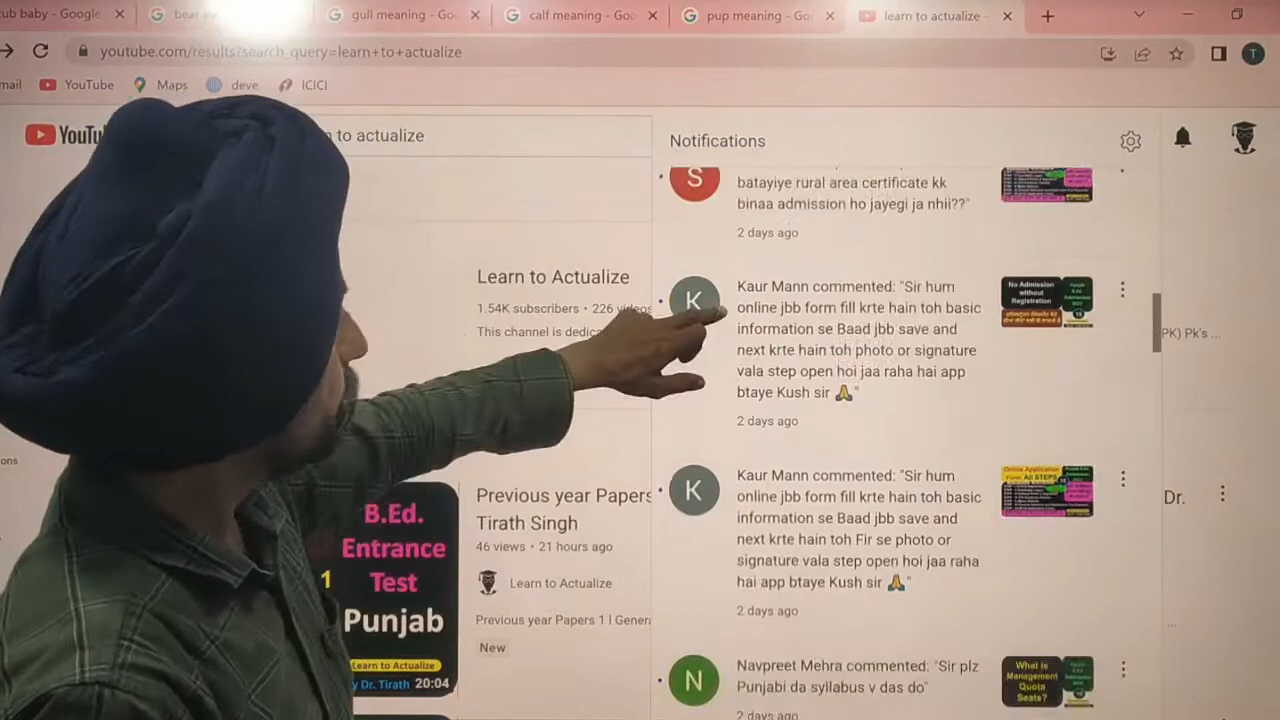 ub baby - Google
bear
gull meaning - Goo
calf meaning - Goo
pup meaning - Go
learn to actualize -
youtube.com/results?search_query=learn+to+actualize
T
mail
YouTube
Maps
deve
ICICI
YouTu
to actualize
Notifications
S
batayiye rural area certificate kk
binaa admission ho jayegi ja nhii??"
2 days ago
Learn to Actualize
1.54K subscribers • 226 videos
This channel is dedica
K
Kaur Mann commented: "Sir hum
online jbb form fill krte hain toh basic
information se Baad jbb save and
next krte hain toh photo or signature
vala step open hoi jaa raha hai app
btaye Kush sir 🙏"
2 days ago
No Admission
without
Registration
PK) Pk's ...
ons
K
Kaur Mann commented: "Sir hum
online jbb form fill krte hain toh basic
information se Baad jbb save and
next krte hain toh Fir se photo or
signature vala step open hoi jaa raha
hai app btaye Kush sir 🙏"
2 days ago
Online Application
Form All STEPS
Dr.
B.Ed.
Entrance
Test
1
Punjab
Learn to Actualize
y Dr. Tirath
20:04
Previous year Papers
Tirath Singh
46 views • 21 hours ago
Learn to Actualize
Previous year Papers 1 I Genera
New
N
Navpreet Mehra commented: "Sir plz
Punjabi da syllabus v das do"
2 days ago
What is
Management
Quota
Seats?
...